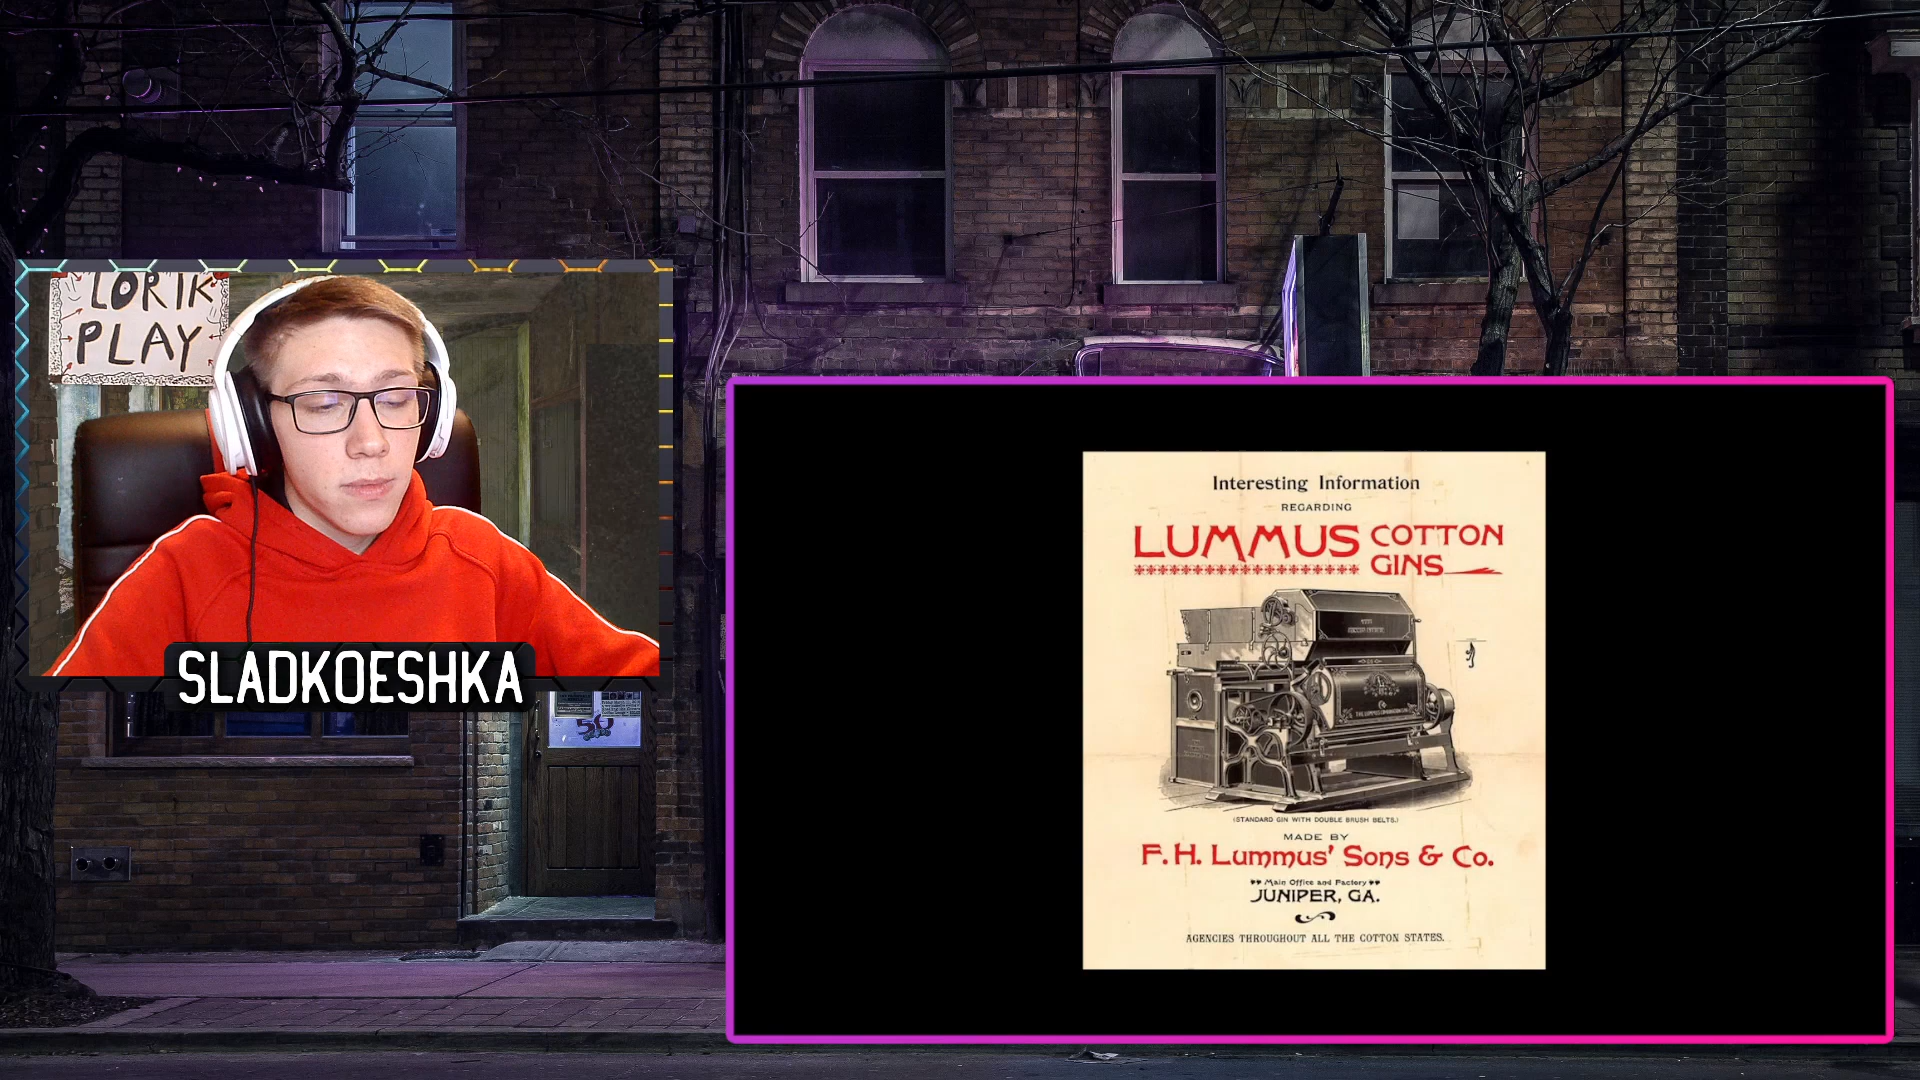 LORIK
PLAY
SLADKOESHKA
50
Interesting Information
REGARDING
LUMMUS COTTON
GINS
(STANDARD GIN WITH DOUBLE BRUSH BELTS.)
MADE BY
F. H. Lummus' Sons & Co.
Main Office and Factory
JUNIPER, GA.
AGENCIES THROUGHOUT ALL THE COTTON STATES.